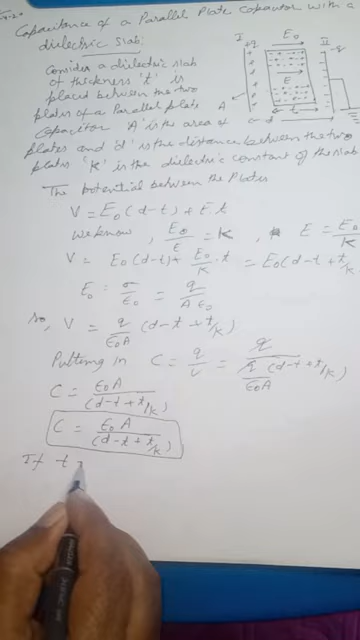 Capacitance of a Parallel Plate Capacitor with a
dielectric Slab:
Consider a dielectric slab
of thickness 't' is
placed between the two
plates of a Parallel plate
Capacitor 'A' is the area of
plates and 'd' is the distance between the two
plates 'K' is the dielectric constant of the slab
I
II
+q
-q
E₀
E
A
t
d
The potential between the Plates
V = E₀(d-t) + E t
We know, E₀/E = K, E = E₀/K
V = E₀(d-t) + E₀/K · t = E₀(d-t + t/K)
E₀ = σ/ε₀ = q/A ε₀
So, V = q/ε₀A (d-t + t/K)
Putting in C = q/v = q/(q/ε₀A (d-t+t/K))
C = ε₀A/(d-t+t/K)
C = ε₀A/(d-t+t/K)
If t